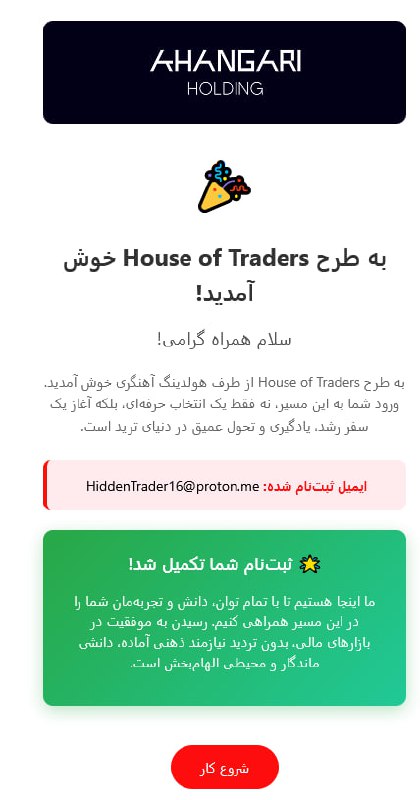 AHANGARI
HOLDING
به طرح House of Traders خوش
آمدید!
سلام همراه گرامی!
به طرح House of Traders از طرف هولدینگ آهنگری خوش آمدید.
ورود شما به این مسیر، نه فقط یک انتخاب حرفه‌ای، بلکه آغاز یک
سفر رشد، یادگیری و تحول عمیق در دنیای ترید است.
ایمیل ثبت‌نام شده: HiddenTrader16@proton.me
🌟 ثبت‌نام شما تکمیل شد!
ما اینجا هستیم تا با تمام توان، دانش و تجربه‌مان شما را
در این مسیر همراهی کنیم. رسیدن به موفقیت در
بازارهای مالی، بدون تردید نیازمند ذهنی آماده، دانشی
ماندگار و محیطی الهام‌بخش است.
شروع کار